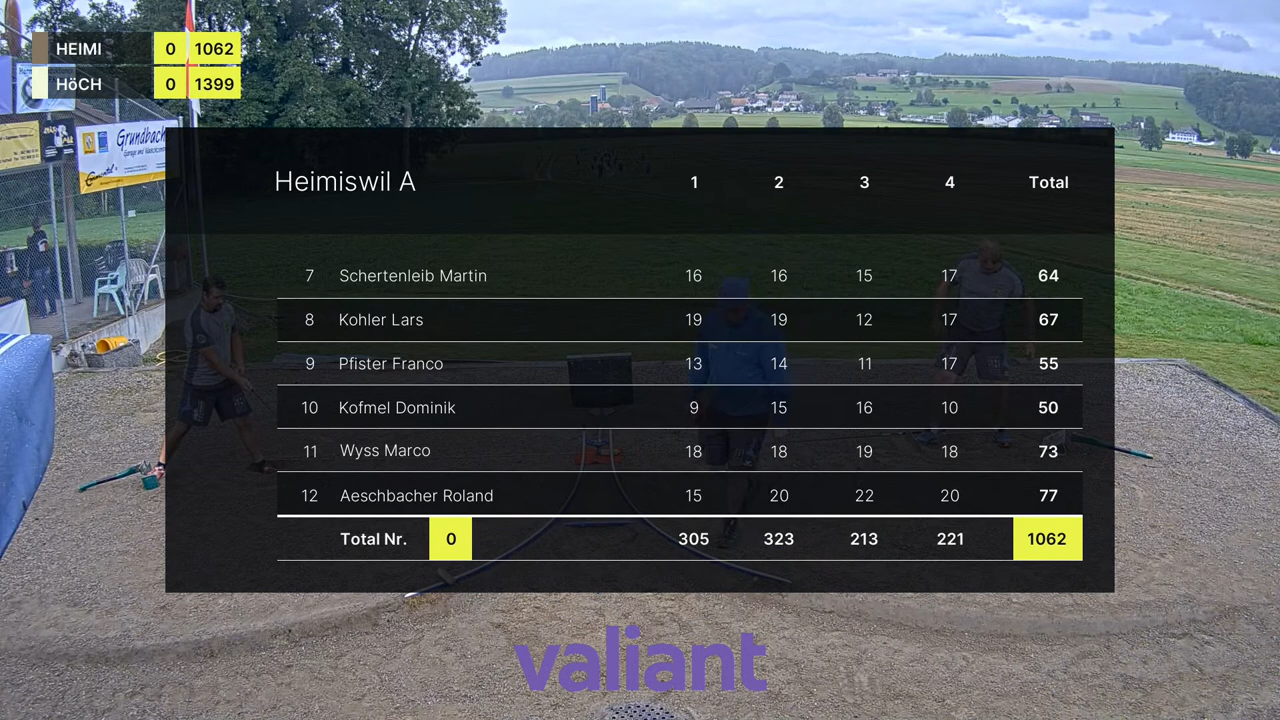 HEIMI 0 1062
HöCH 0 1399
Grundbach
Heimiswil A 1 2 3 4 Total
7 Schertenleib Martin 16 16 15 17 64
8 Kohler Lars 19 19 12 17 67
9 Pfister Franco 13 14 11 17 55
10 Kofmel Dominik 9 15 16 10 50
11 Wyss Marco 18 18 19 18 73
12 Aeschbacher Roland 15 20 22 20 77
Total Nr. 0 305 323 213 221 1062
valiant